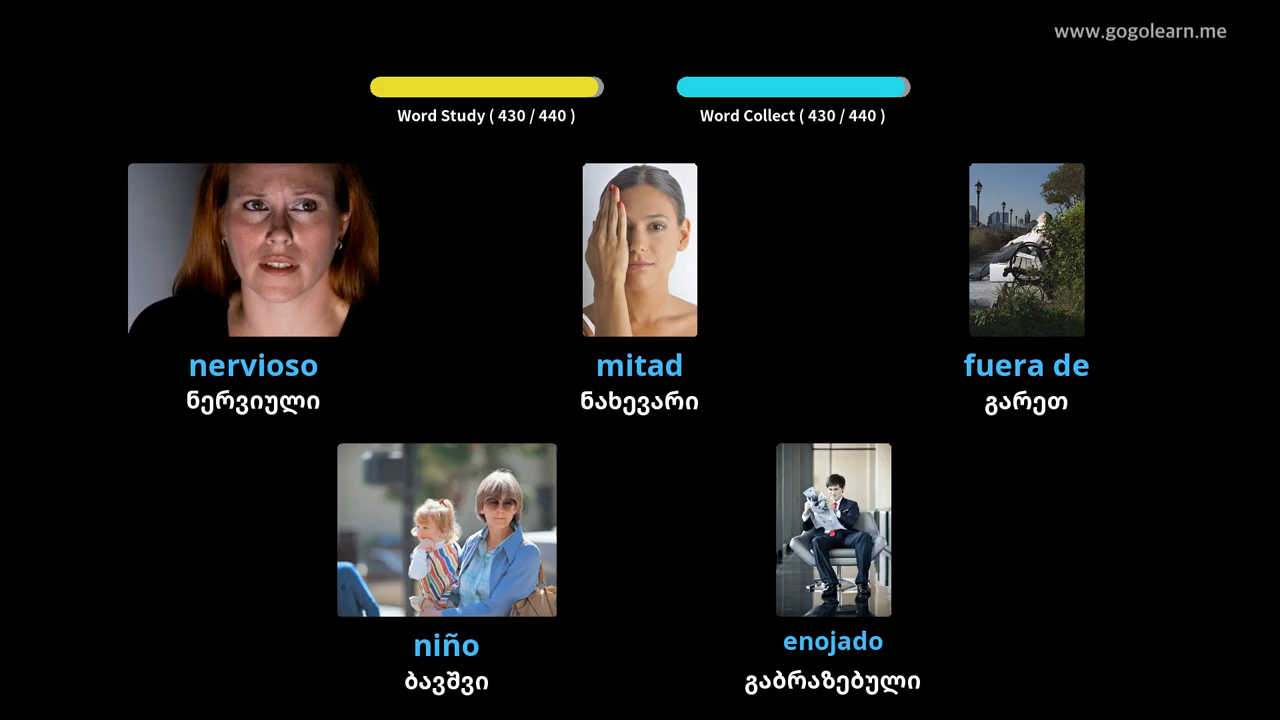 www.gogolearn.me
Word Study ( 430 / 440 )
Word Collect ( 430 / 440 )
nervioso
ნერვიული
mitad
ნახევარი
fuera de
გარეთ
niño
ბავშვი
enojado
გაბრაზებული